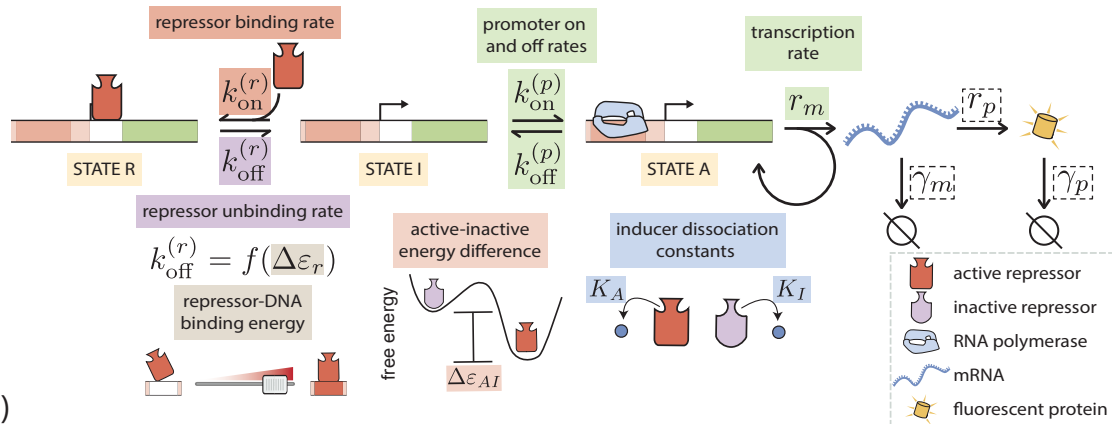 repressor binding rate
promoter on
and off rates
transcription
rate
k_on^(r)
k_off^(r)
k_on^(p)
k_off^(p)
r_m
r_p
STATE R
STATE I
STATE A
γ_m
γ_p
repressor unbinding rate
k_off^(r) = f(Δε_r)
repressor-DNA
binding energy
active-inactive
energy difference
free energy
Δε_AI
inducer dissociation
constants
K_A
K_I
active repressor
inactive repressor
RNA polymerase
mRNA
fluorescent protein
)